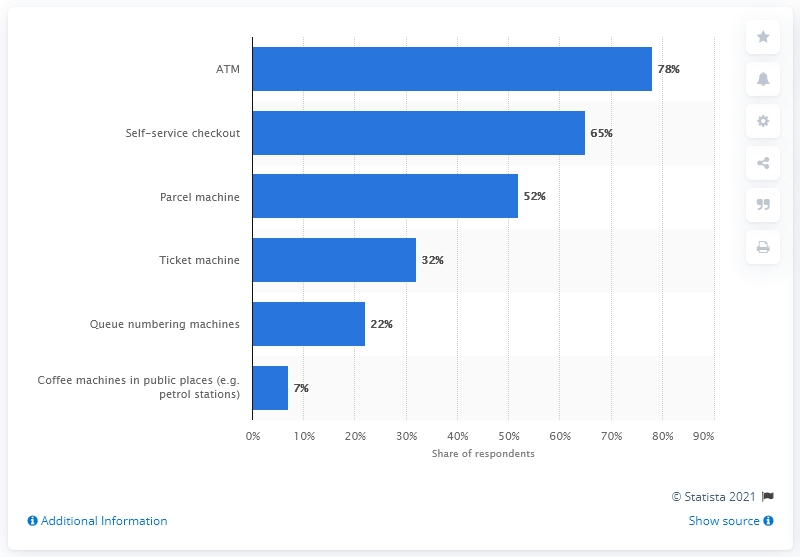 ATM
78%
Self-service checkout
65%
Parcel machine
52%
Ticket machine
32%
Queue numbering machines
22%
Coffee machines in public places (e.g.
petrol stations)
7%
0% 10% 20% 30% 40% 50% 60% 70% 80% 90%
Share of respondents
© Statista 2021
Additional Information
Show source